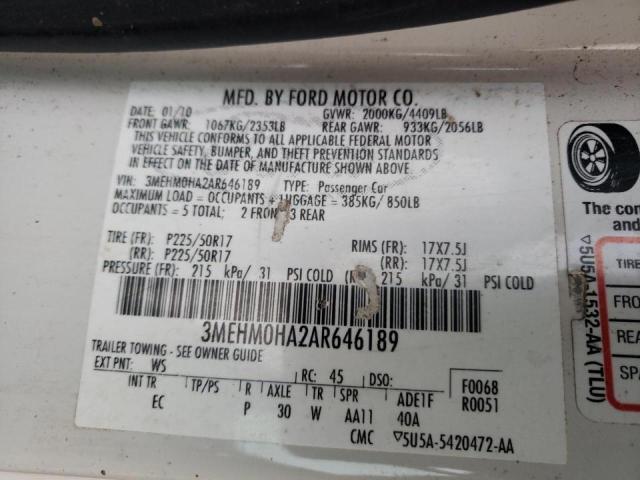 MFD. BY FORD MOTOR CO.
DATE: 01/10 GVWR: 2000KG/4409LB
FRONT GAWR: 1067KG/2353LB REAR GAWR: 933KG/2056LB
THIS VEHICLE CONFORMS TO ALL APPLICABLE FEDERAL MOTOR
VEHICLE SAFETY, BUMPER, AND THEFT PREVENTION STANDARDS
IN EFFECT ON THE DATE OF MANUFACTURE SHOWN ABOVE.
VIN: 3MEHM0HA2AR646189 TYPE: Passenger Car
MAXIMUM LOAD = OCCUPANTS + LUGGAGE = 385KG/ 850LB
OCCUPANTS = 5 TOTAL: 2 FRONT 3 REAR
TIRE (FR): P225/50R17 RIMS (FR): 17X7.5J
(RR): P225/50R17 (RR): 17X7.5J
PRESSURE (FR): 215 kPa/ 31 PSI COLD (RR): 215 kPa/ 31 PSI COLD
3MEHM0HA2AR646189
TRAILER TOWING - SEE OWNER GUIDE
EXT PNT: WS RC: 45 DSO: F0068
R0051
INT TR TP/PS R AXLE TR SPR ADE1F
EC P 30 W AA11 40A
CMC ▽5U5A-5420472-AA
The con
and
TIRE
FRO
REA
SPA
▽5U5A-1532-AA (TLU)